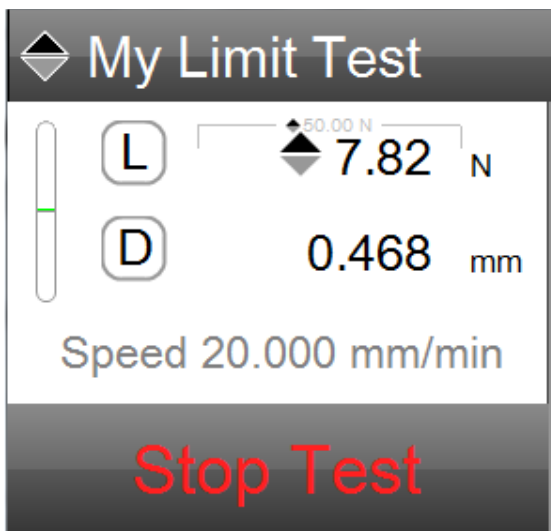 My Limit Test
50.00 N
L 7.82 N
D 0.468 mm
Speed 20.000 mm/min
Stop Test